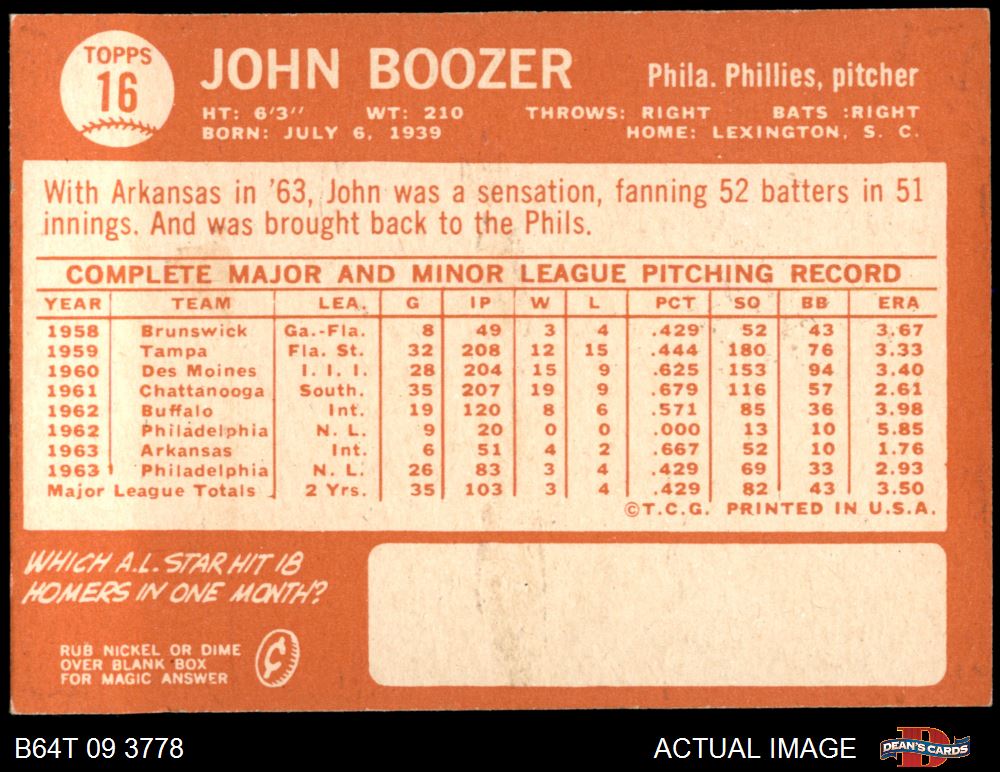 TOPPS
16
JOHN BOOZER
Phila. Phillies, pitcher
HT: 6'3'' WT: 210 THROWS: RIGHT BATS :RIGHT
BORN: JULY 6, 1939 HOME: LEXINGTON, S. C.
With Arkansas in '63, John was a sensation, fanning 52 batters in 51
innings. And was brought back to the Phils.
COMPLETE MAJOR AND MINOR LEAGUE PITCHING RECORD
YEAR TEAM LEA. G IP W L PCT SO BB ERA
1958 Brunswick Ga.-Fla. 8 49 3 4 .429 52 43 3.67
1959 Tampa Fla. St. 32 208 12 15 .444 180 76 3.33
1960 Des Moines I. I. I. 28 204 15 9 .625 153 94 3.40
1961 Chattanooga South. 35 207 19 9 .679 116 57 2.61
1962 Buffalo Int. 19 120 8 6 .571 85 36 3.98
1962 Philadelphia N. L. 9 20 0 0 .000 13 10 5.85
1963 Arkansas Int. 6 51 4 2 .667 52 10 1.76
1963 Philadelphia N. L. 26 83 3 4 .429 69 33 2.93
Major League Totals 2 Yrs. 35 103 3 4 .429 82 43 3.50
©T.C.G. PRINTED IN U.S.A.
WHICH A.L. STAR HIT 18
HOMERS IN ONE MONTH?
RUB NICKEL OR DIME
OVER BLANK BOX
FOR MAGIC ANSWER
¢
B64T 09 3778
ACTUAL IMAGE
D
DEAN'S CARDS